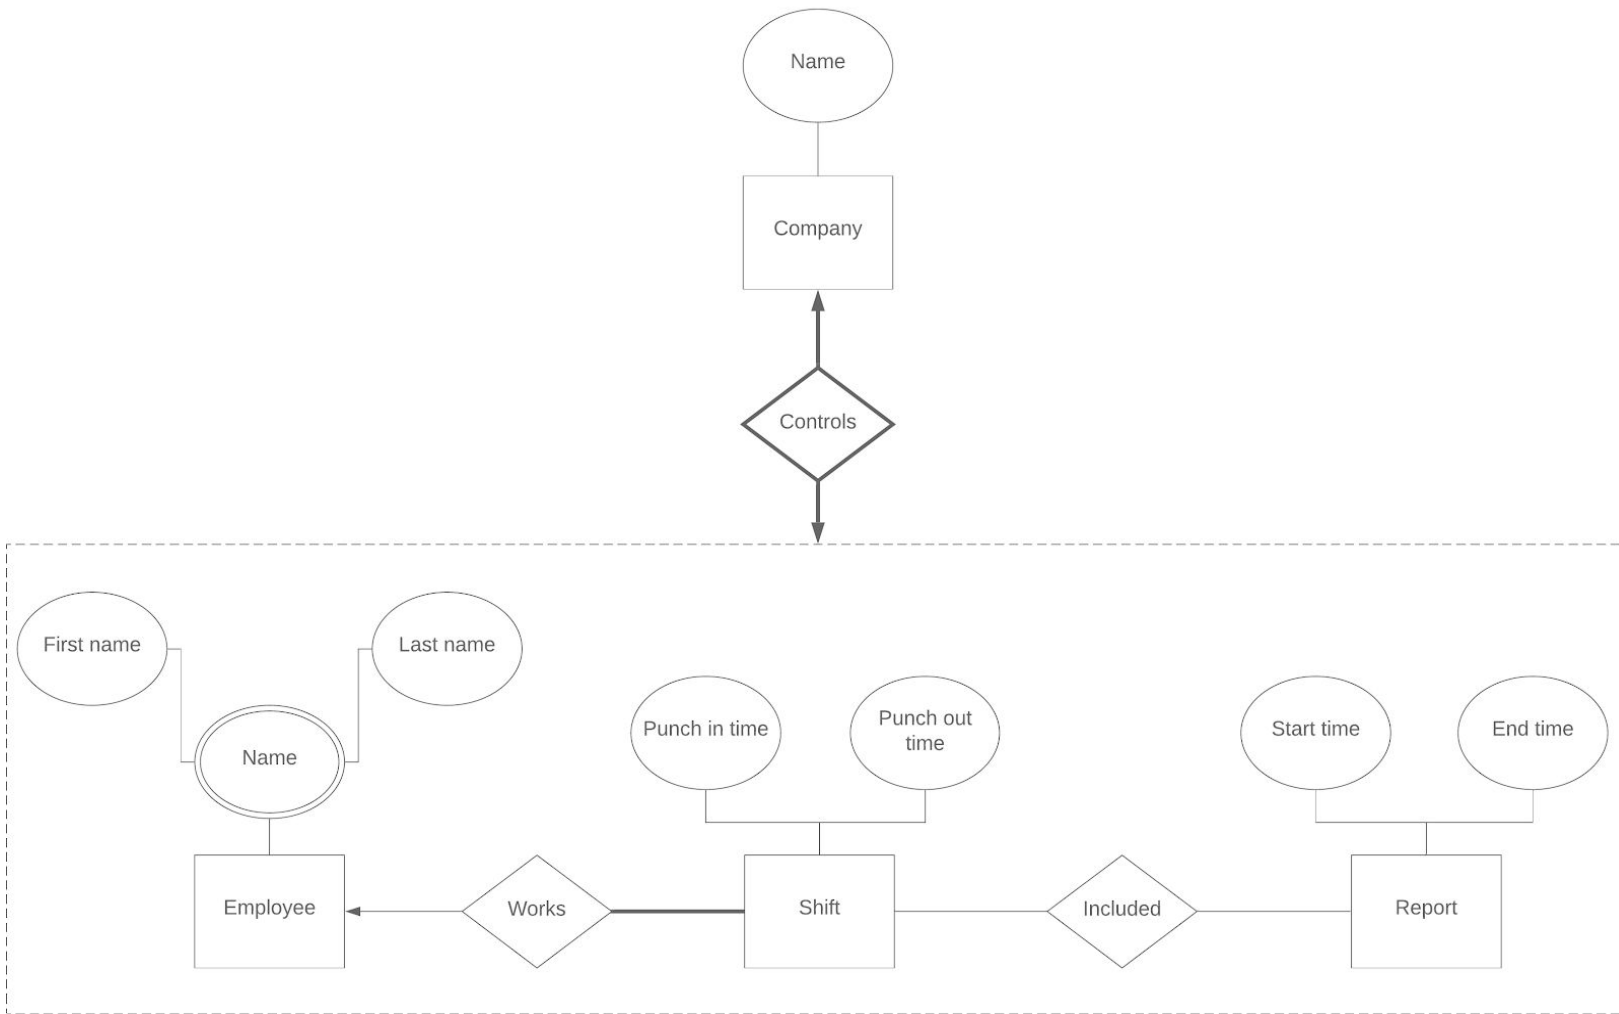 Name
Company
Controls
First name
Last name
Name
Punch in time
Punch out
time
Start time
End time
Employee
Works
Shift
Included
Report